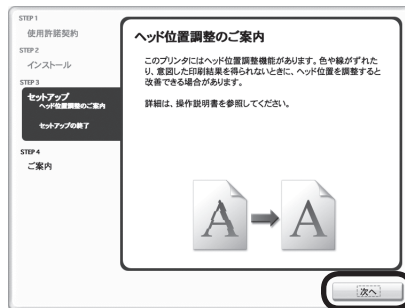 STEP 1
使用許諾契約
STEP 2
インストール
STEP 3
セットアップ
ヘッド位置調整のご案内
セットアップの終了
STEP 4
ご案内
ヘッド位置調整のご案内
このプリンタにはヘッド位置調整機能があります。色や線がずれた
り、意図した印刷結果を得られないときに、ヘッド位置を調整すると
改善できる場合があります。
詳細は、操作説明書を参照してください。
A
A
次へ